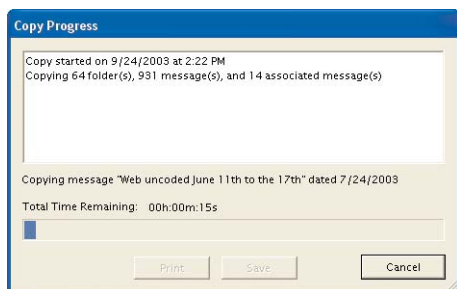 Copy Progress
Copy started on 9/24/2003 at 2:22 PM
Copying 64 folder(s), 931 message(s), and 14 associated message(s)
Copying message "Web uncoded June 11th to the 17th" dated 7/24/2003
Total Time Remaining: 00h:00m:15s
Print Save Cancel